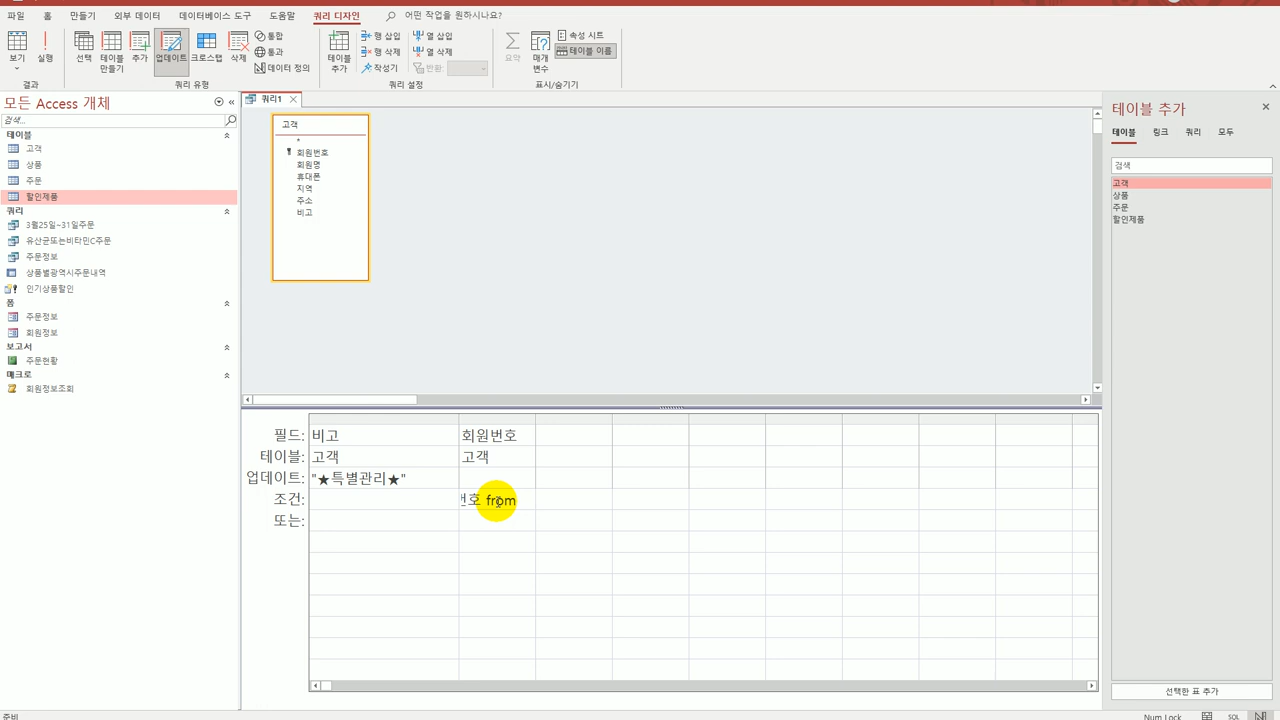 파일 홈 만들기 외부 데이터 데이터베이스 도구 도움말 쿼리 디자인 어떤 작업을 원하시나요?
보기 실행 선택 테이블 만들기 추가 업데이트 크로스탭 삭제 통합 통과 데이터 정의 테이블 추가 행 삽입 행 삭제 작성기 열 삽입 열 삭제 반환: 요약 매개 변수 속성 시트 테이블 이름
결과 쿼리 유형 쿼리 설정 표시/숨기기
모든 Access 개체
검색...
테이블
고객
상품
주문
할인제품
쿼리
3월25일~31일주문
유산균또는비타민C주문
주문정보
상품별광역시주문내역
인기상품할인
폼
주문정보
회원정보
보고서
주문현황
매크로
회원정보조회
쿼리1
고객
*
회원번호
회원명
휴대폰
지역
주소
비고
필드: 비고 회원번호
테이블: 고객 고객
업데이트: "★특별관리★"
조건: 번호 from
또는:
테이블 추가
테이블 링크 쿼리 모두
검색
고객
상품
주문
할인제품
선택한 표 추가
준비
Num Lock SQL